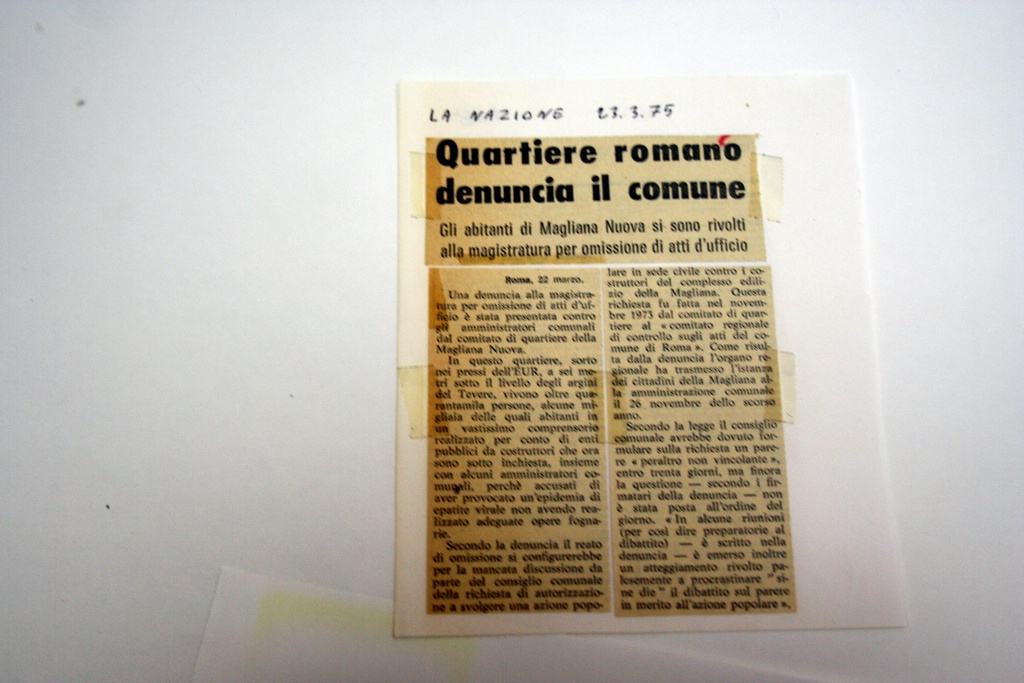 LA NAZIONE 23.3.75
Quartiere romano
denuncia il comune
Gli abitanti di Magliana Nuova si sono rivolti
alla magistratura per omissione di atti d'ufficio
Roma, 22 marzo.
Una denuncia alla magistra-
tura per omissione di atti d'uf-
ficio è stata presentata contro
gli amministratori comunali
dal comitato di quartiere della
Magliana Nuova.
In questo quartiere, sorto
nei pressi dell'EUR, a sei me-
tri sotto il livello degli argini
del Tevere, vivono oltre qua-
rantamila persone, alcune mi-
gliaia delle quali abitanti in
un vastissimo comprensorio
realizzato per conto di enti
pubblici da costruttori che ora
sono sotto inchiesta, insieme
con alcuni amministratori co-
munali, perchè accusati di
aver provocato un'epidemia di
epatite virale non avendo rea-
lizzato adeguate opere fogna-
rie.
Secondo la denuncia il reato
di omissione si configurerebbe
per la mancata discussione da
parte del consiglio comunale
della richiesta di autorizzazio-
ne a svolgere una azione popo-
lare in sede civile contro i co-
struttori del complesso edili-
zio della Magliana. Questa
richiesta fu fatta nel novem-
bre 1973 dal comitato di quar-
tiere al « comitato regionale
di controllo sugli atti del co-
mune di Roma ». Come risul-
ta dalla denuncia l'organo re-
gionale ha trasmesso l'istanza
dei cittadini della Magliana al-
la amministrazione comunale
il 26 novembre dello scorso
anno.
Secondo la legge il consiglio
comunale avrebbe dovuto for-
mulare sulla richiesta un pare-
re « peraltro non vincolante »,
entro trenta giorni, ma finora
la questione — secondo i fir-
matari della denuncia — non
è stata posta all'ordine del
giorno. « In alcune riunioni
(per così dire preparatorie al
dibattito) — è scritto nella
denuncia — è emerso inoltre
un atteggiamento rivolto pa-
lesemente a procrastinare " si-
ne die " il dibattito sul parere
in merito all'azione popolare ».